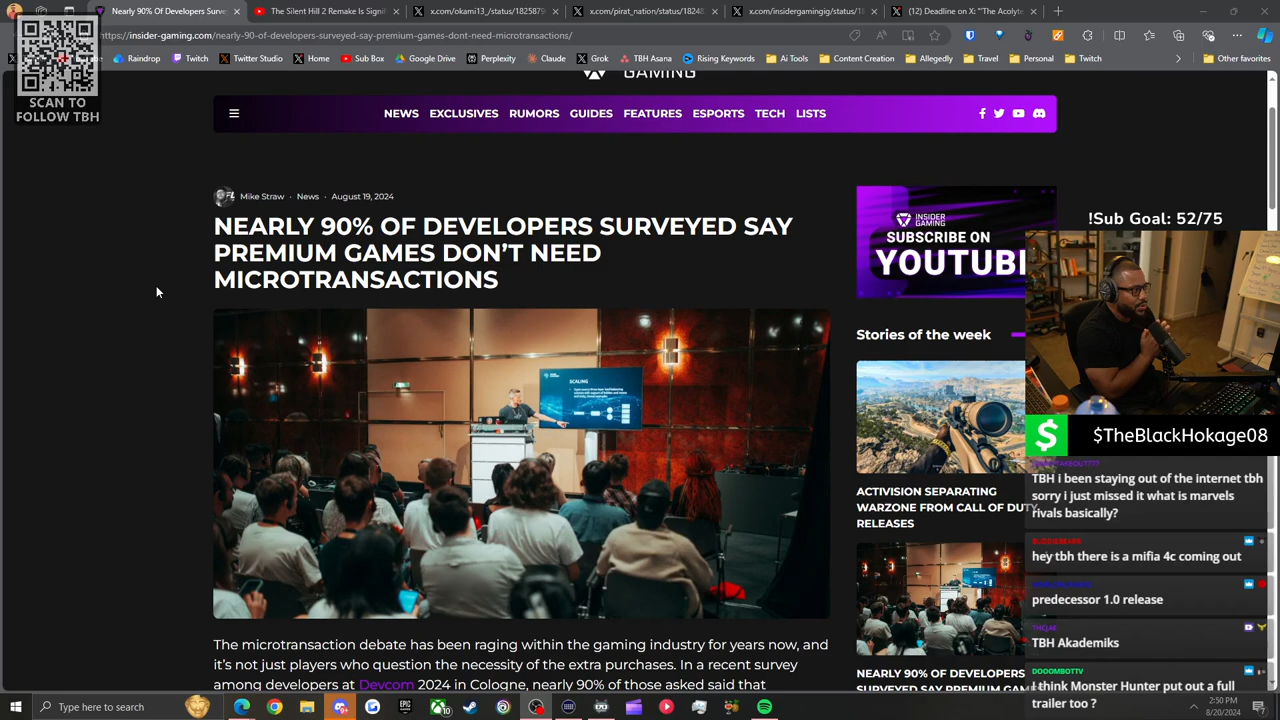 Nearly 90% of Developers Surve
The Silent Hill 2 Remake Is Signif
x.com/okami13_/status/1825879
x.com/pirat_nation/status/18248
x.com/insidergamingig/status/18
(12) Deadline on X: "'The Acolyte
https://insider-gaming.com/nearly-90-of-developers-surveyed-say-premium-games-dont-need-microtransactions/
Raindrop
Twitch
Twitter Studio
Home
Sub Box
Google Drive
Perplexity
Claude
Grok
TBH Asana
Rising Keywords
Ai Tools
Content Creation
Allegedly
Travel
Personal
Twitch
Other favorites
SCAN TO
FOLLOW TBH
GAMING
NEWS EXCLUSIVES RUMORS GUIDES FEATURES ESPORTS TECH LISTS
Mike Straw · News · August 19, 2024
NEARLY 90% OF DEVELOPERS SURVEYED SAY
PREMIUM GAMES DON'T NEED
MICROTRANSACTIONS
SCALING
The microtransaction debate has been raging within the gaming industry for years now, and
it's not just players who question the necessity of the extra purchases. In a recent survey
among developers at Devcom 2024 in Cologne, nearly 90% of those asked said that
INSIDER
GAMING
SUBSCRIBE ON
YOUTUB
Stories of the week
ACTIVISION SEPARATING
WARZONE FROM CALL OF DUTY
RELEASES
NEARLY 90% OF DEVELOPERS
SURVEYED SAY PREMIUM GAM
!Sub Goal: 52/75
$TheBlackHokage08
TBH i been staying out of the internet tbh
sorry i just missed it what is marvels
rivals basically?
hey tbh there is a mifia 4c coming out
predecessor 1.0 release
THCJAE
TBH Akademiks
DOOOMBOTTV
I think Monster Hunter put out a full
trailer too ?
Type here to search
2:50 PM
8/20/2024